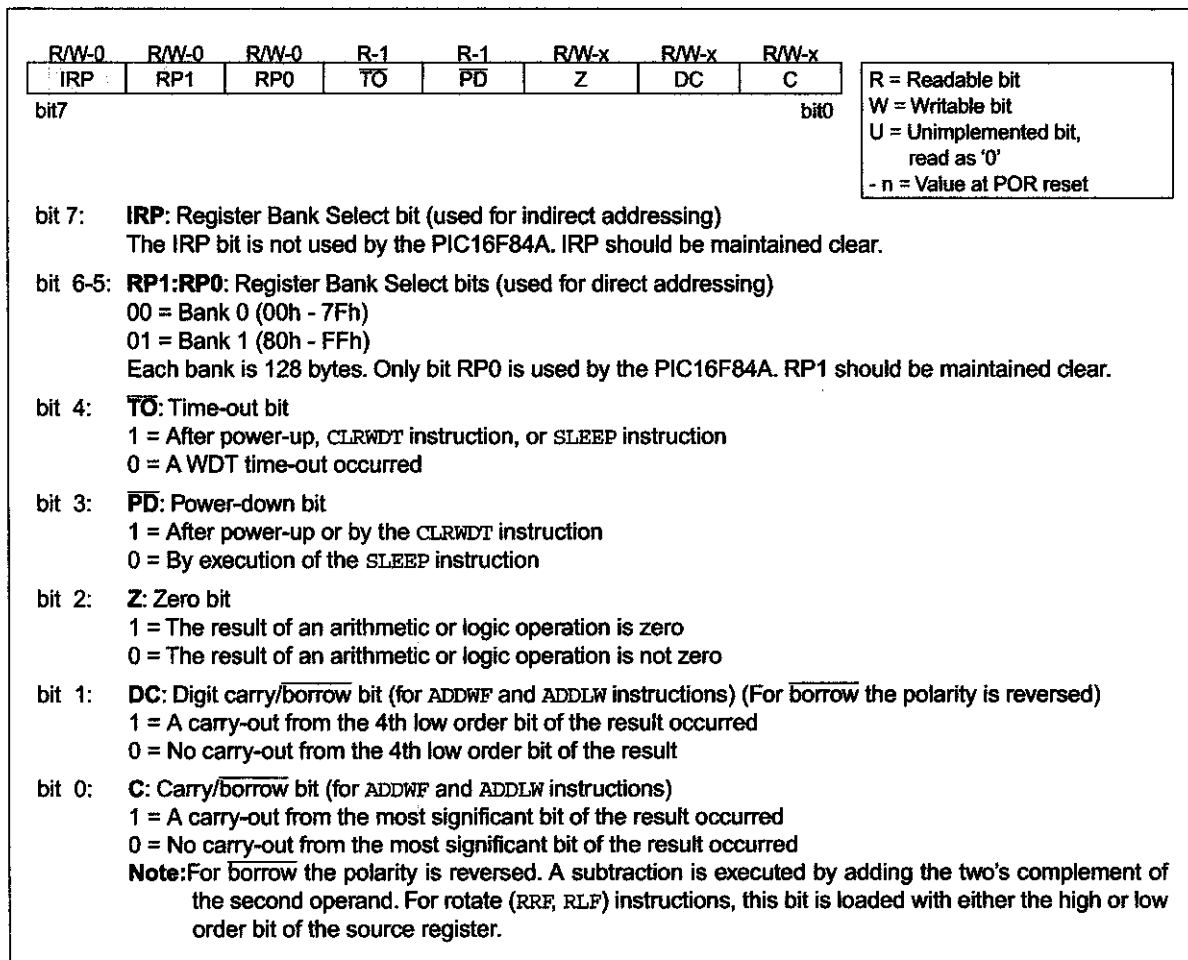 R/W-0 R/W-0 R/W-0 R-1 R-1 R/W-x R/W-x R/W-x
IRP RP1 RP0 T̅O̅ P̅D̅ Z DC C
bit7 bit0
R = Readable bit
W = Writable bit
U = Unimplemented bit,
read as ‘0’
- n = Value at POR reset
bit 7: IRP: Register Bank Select bit (used for indirect addressing)
The IRP bit is not used by the PIC16F84A. IRP should be maintained clear.
bit 6-5: RP1:RP0: Register Bank Select bits (used for direct addressing)
00 = Bank 0 (00h - 7Fh)
01 = Bank 1 (80h - FFh)
Each bank is 128 bytes. Only bit RP0 is used by the PIC16F84A. RP1 should be maintained clear.
bit 4: T̅O̅: Time-out bit
1 = After power-up, CLRWDT instruction, or SLEEP instruction
0 = A WDT time-out occurred
bit 3: P̅D̅: Power-down bit
1 = After power-up or by the CLRWDT instruction
0 = By execution of the SLEEP instruction
bit 2: Z: Zero bit
1 = The result of an arithmetic or logic operation is zero
0 = The result of an arithmetic or logic operation is not zero
bit 1: DC: Digit carry/b̅o̅r̅r̅o̅w̅ bit (for ADDWF and ADDLW instructions) (For b̅o̅r̅r̅o̅w̅ the polarity is reversed)
1 = A carry-out from the 4th low order bit of the result occurred
0 = No carry-out from the 4th low order bit of the result
bit 0: C: Carry/b̅o̅r̅r̅o̅w̅ bit (for ADDWF and ADDLW instructions)
1 = A carry-out from the most significant bit of the result occurred
0 = No carry-out from the most significant bit of the result occurred
Note:For b̅o̅r̅r̅o̅w̅ the polarity is reversed. A subtraction is executed by adding the two’s complement of
the second operand. For rotate (RRF, RLF) instructions, this bit is loaded with either the high or low
order bit of the source register.